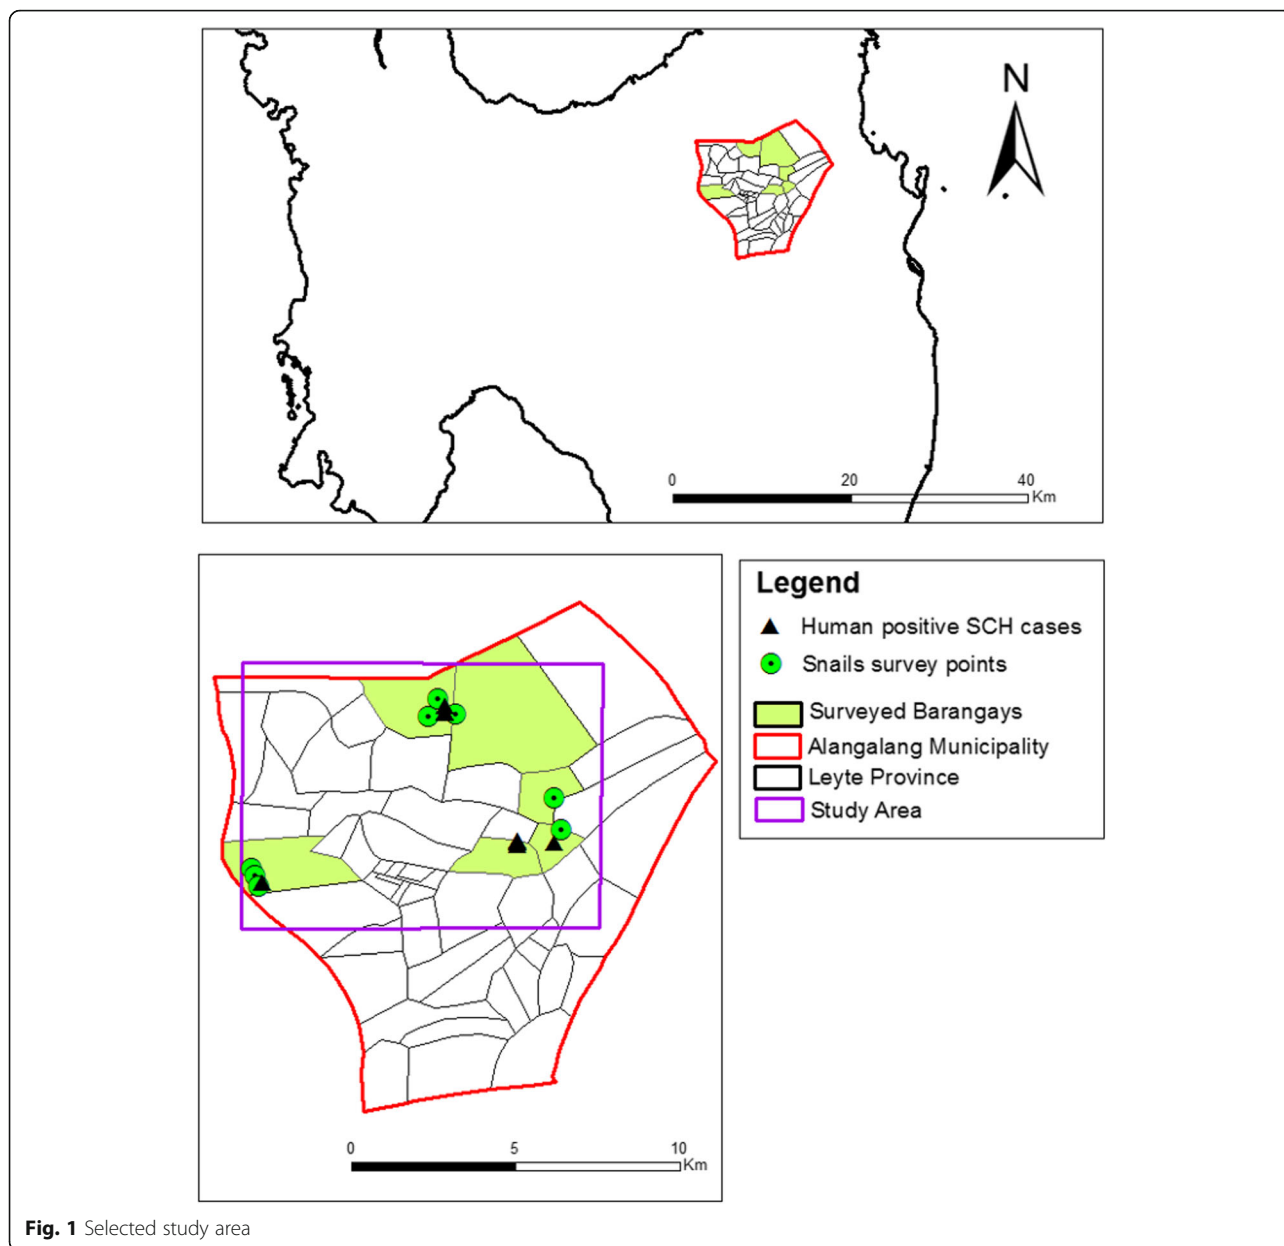 N
0 20 40
Km
Legend
Human positive SCH cases
Snails survey points
Surveyed Barangays
Alangalang Municipality
Leyte Province
Study Area
0 5 10
Km
Fig. 1 Selected study area